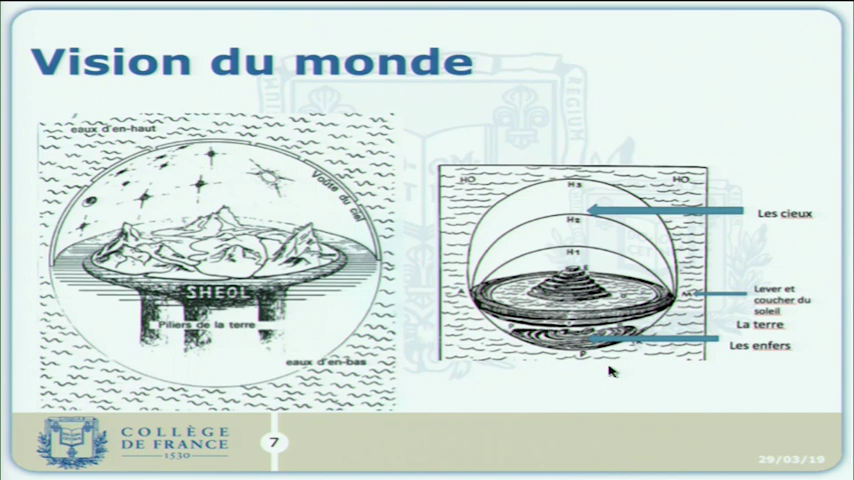 Vision du monde
eaux d'en-haut
Voûte du ciel
SHEOL
Piliers de la terre
eaux d'en-bas
HO
HO
H3
H2
H1
A
P
P
Les cieux
Lever et
coucher du
soleil
La terre
Les enfers
COLLÈGE
DE FRANCE
1530
7
29/03/19